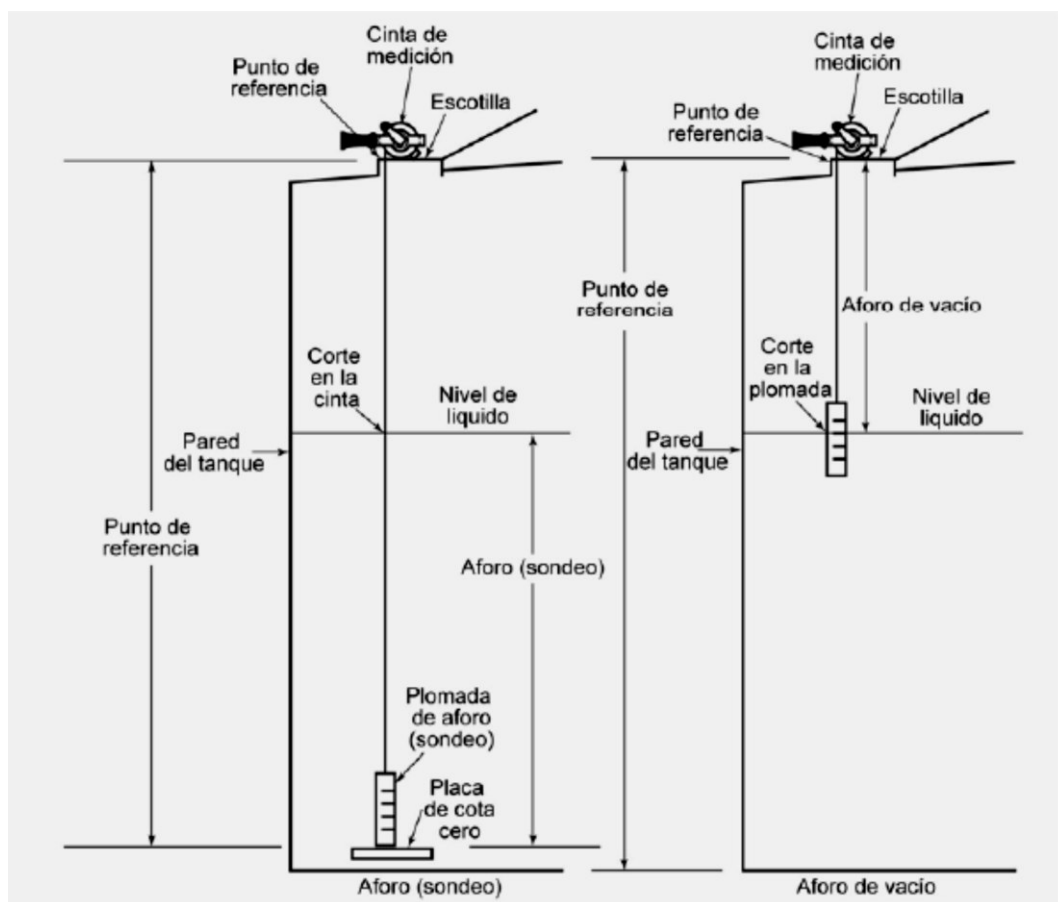 Cinta de
medición
Punto de
referencia
Escotilla
Corte
en la
cinta
Nivel de
liquido
Pared
del tanque
Punto de
referencia
Aforo (sondeo)
Plomada
de aforo
(sondeo)
Placa
de cota
cero
Aforo (sondeo)
Cinta de
medición
Escotilla
Punto de
referencia
Punto de
referencia
Aforo de vacío
Corte
en la
plomada
Nivel de
liquido
Pared
del tanque
Aforo de vacío